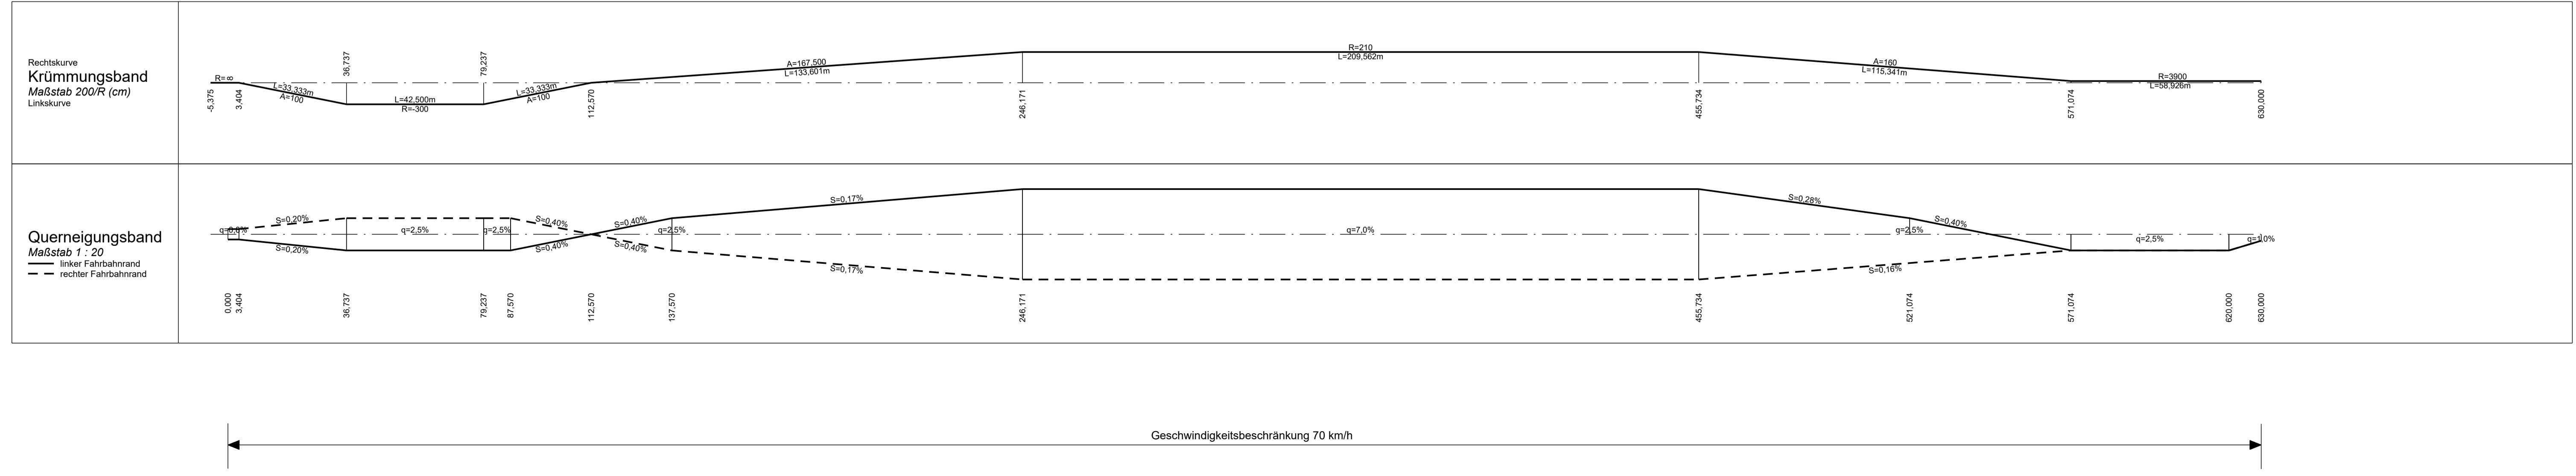 Rechtskurve
Krümmungsband
Maßstab 200/R (cm)
Linkskurve
R= ∞
L=33,333m
A=100
L=42,500m
R=-300
L=33,333m
A=100
A=167,500
L=133,601m
R=210
L=209,562m
A=160
L=115,341m
R=3900
L=58,926m
-5,375
3,404
36,737
79,237
112,570
246,171
455,734
571,074
630,000
Querneigungsband
Maßstab 1 : 20
linker Fahrbahnrand
rechter Fahrbahnrand
S=0,20%
S=0,20%
q=2,5%
q=2,5%
S=0,40%
S=0,40%
S=0,40%
S=0,40%
q=2,5%
S=0,17%
S=0,17%
q=7,0%
S=0,28%
S=0,16%
q=2,5%
S=0,40%
q=2,5%
q=1,0%
0,000
3,404
36,737
79,237
87,570
112,570
137,570
246,171
455,734
521,074
571,074
620,000
630,000
Geschwindigkeitsbeschränkung 70 km/h